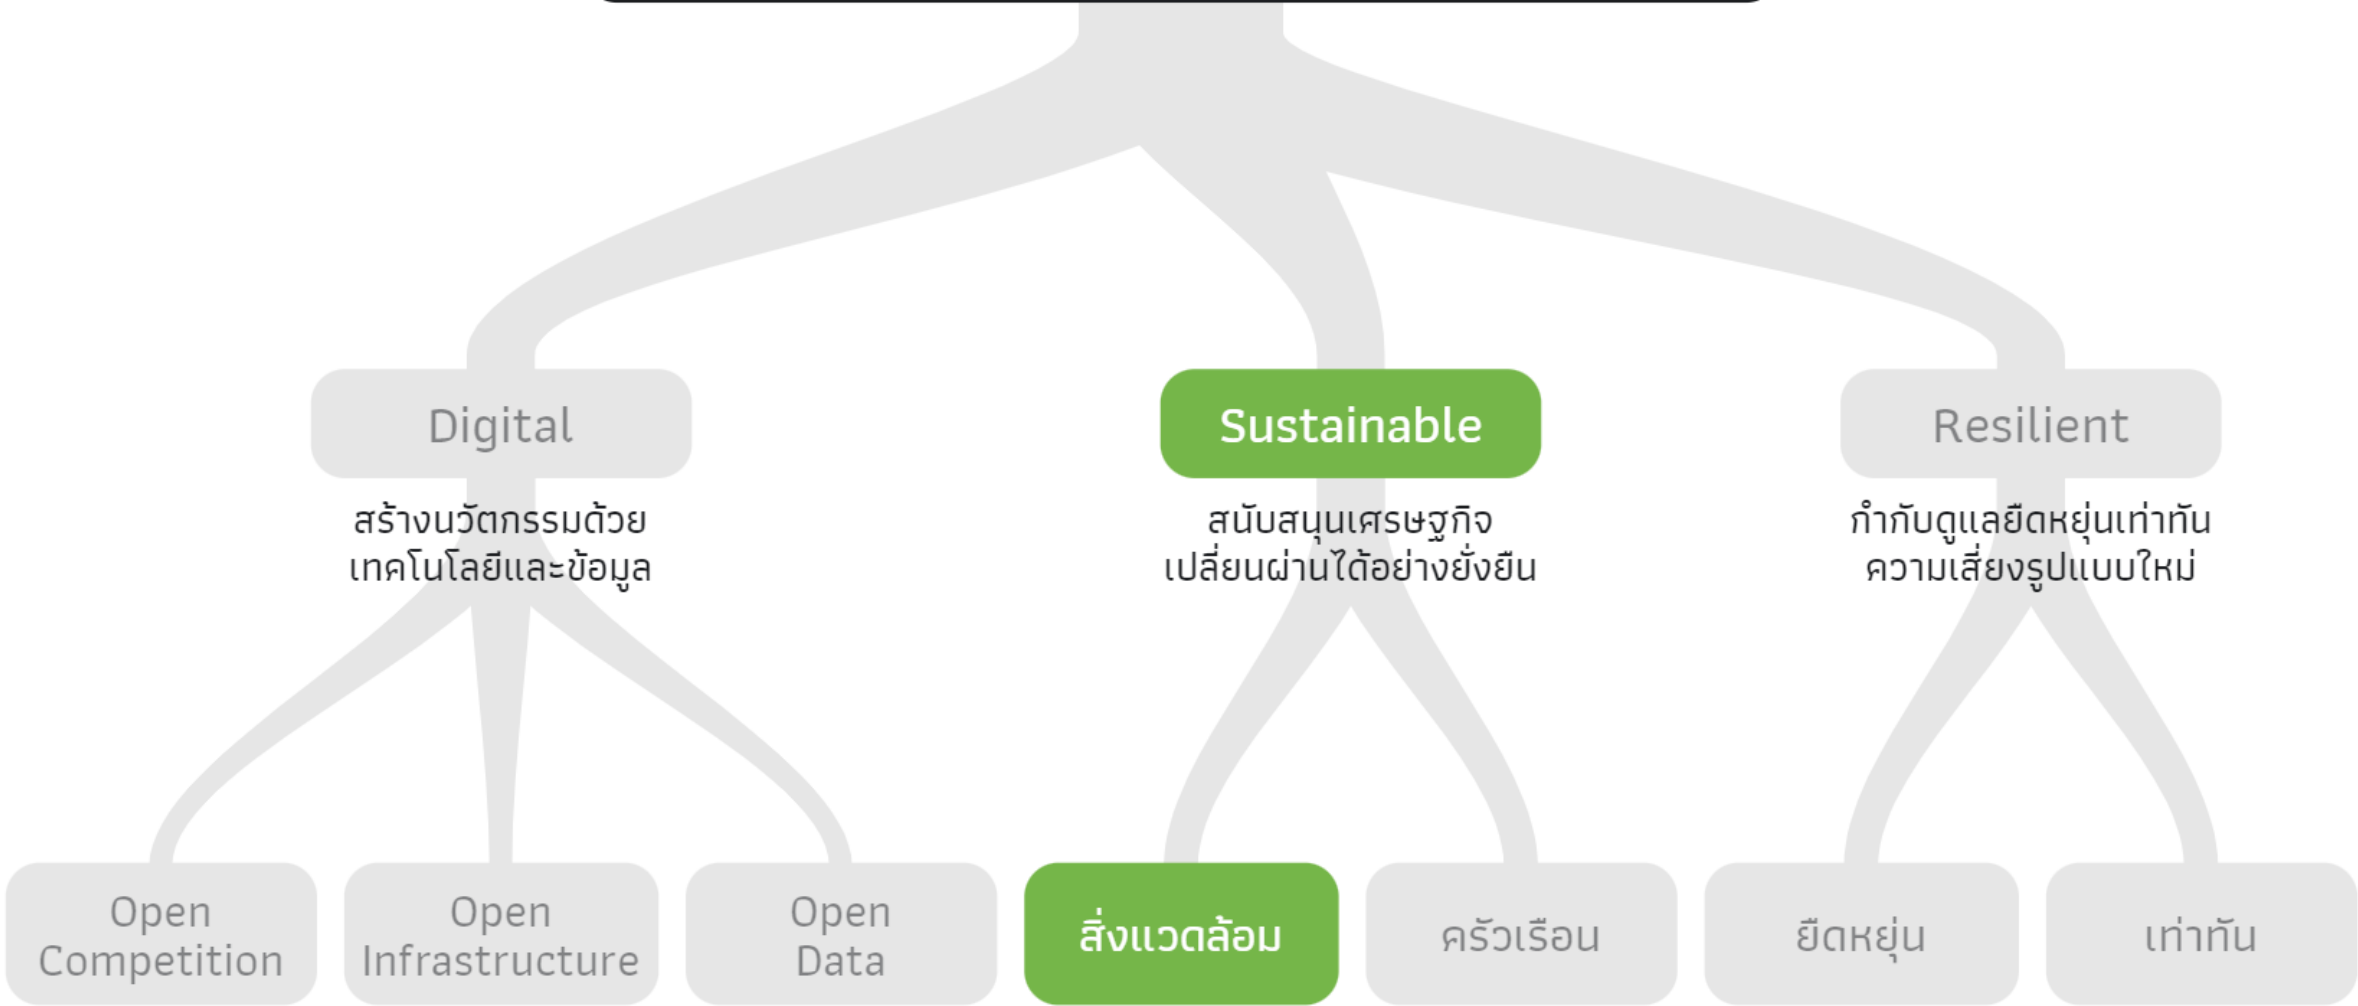 Digital
Sustainable
Resilient
สร้างนวัตกรรมด้วย
เทคโนโลยีและข้อมูล
สนับสนุนเศรษฐกิจ
เปลี่ยนผ่านได้อย่างยั่งยืน
กำกับดูแลยืดหยุ่นเท่าทัน
ความเสี่ยงรูปแบบใหม่
Open
Competition
Open
Infrastructure
Open
Data
สิ่งแวดล้อม
ครัวเรือน
ยืดหยุ่น
เท่าทัน